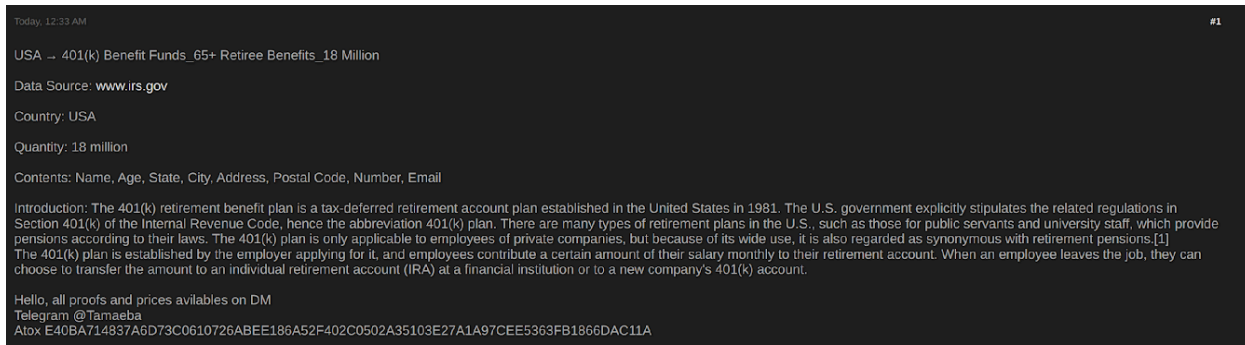 Today, 12:33 AM
#1
USA → 401(k) Benefit Funds_65+ Retiree Benefits_18 Million
Data Source: www.irs.gov
Country: USA
Quantity: 18 million
Contents: Name, Age, State, City, Address, Postal Code, Number, Email
Introduction: The 401(k) retirement benefit plan is a tax-deferred retirement account plan established in the United States in 1981. The U.S. government explicitly stipulates the related regulations in
Section 401(k) of the Internal Revenue Code, hence the abbreviation 401(k) plan. There are many types of retirement plans in the U.S., such as those for public servants and university staff, which provide
pensions according to their laws. The 401(k) plan is only applicable to employees of private companies, but because of its wide use, it is also regarded as synonymous with retirement pensions.[1]
The 401(k) plan is established by the employer applying for it, and employees contribute a certain amount of their salary monthly to their retirement account. When an employee leaves the job, they can
choose to transfer the amount to an individual retirement account (IRA) at a financial institution or to a new company's 401(k) account.
Hello, all proofs and prices avilables on DM
Telegram @Tamaeba
Atox E40BA714837A6D73C0610726ABEE186A52F402C0502A35103E27A1A97CEE5363FB1866DAC11A